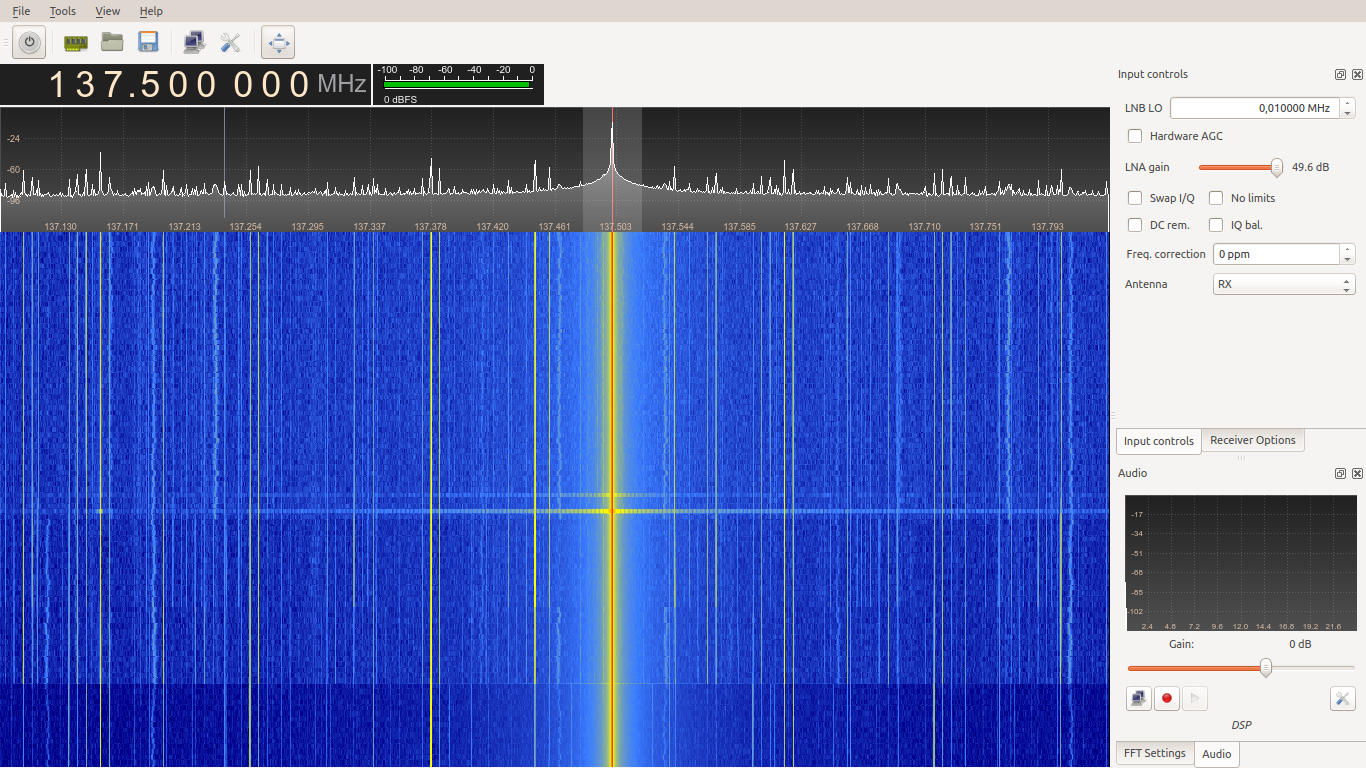 File Tools View Help
137.500 000 MHz
-100 -80 -60 -40 -20 0
0 dBFS
-24
-60
-96
137.130 137.171 137.213 137.254 137.295 137.337 137.378 137.420 137.461 137.503 137.544 137.585 137.627 137.668 137.710 137.751 137.793
Input controls
LNB LO 0,010000 MHz
Hardware AGC
LNA gain 49.6 dB
Swap I/Q No limits
DC rem. IQ bal.
Freq. correction 0 ppm
Antenna RX
Input controls Receiver Options
Audio
-17
-34
-51
-68
-85
-102
2.4 4.8 7.2 9.6 12.0 14.4 16.8 19.2 21.6
Gain: 0 dB
DSP
FFT Settings Audio